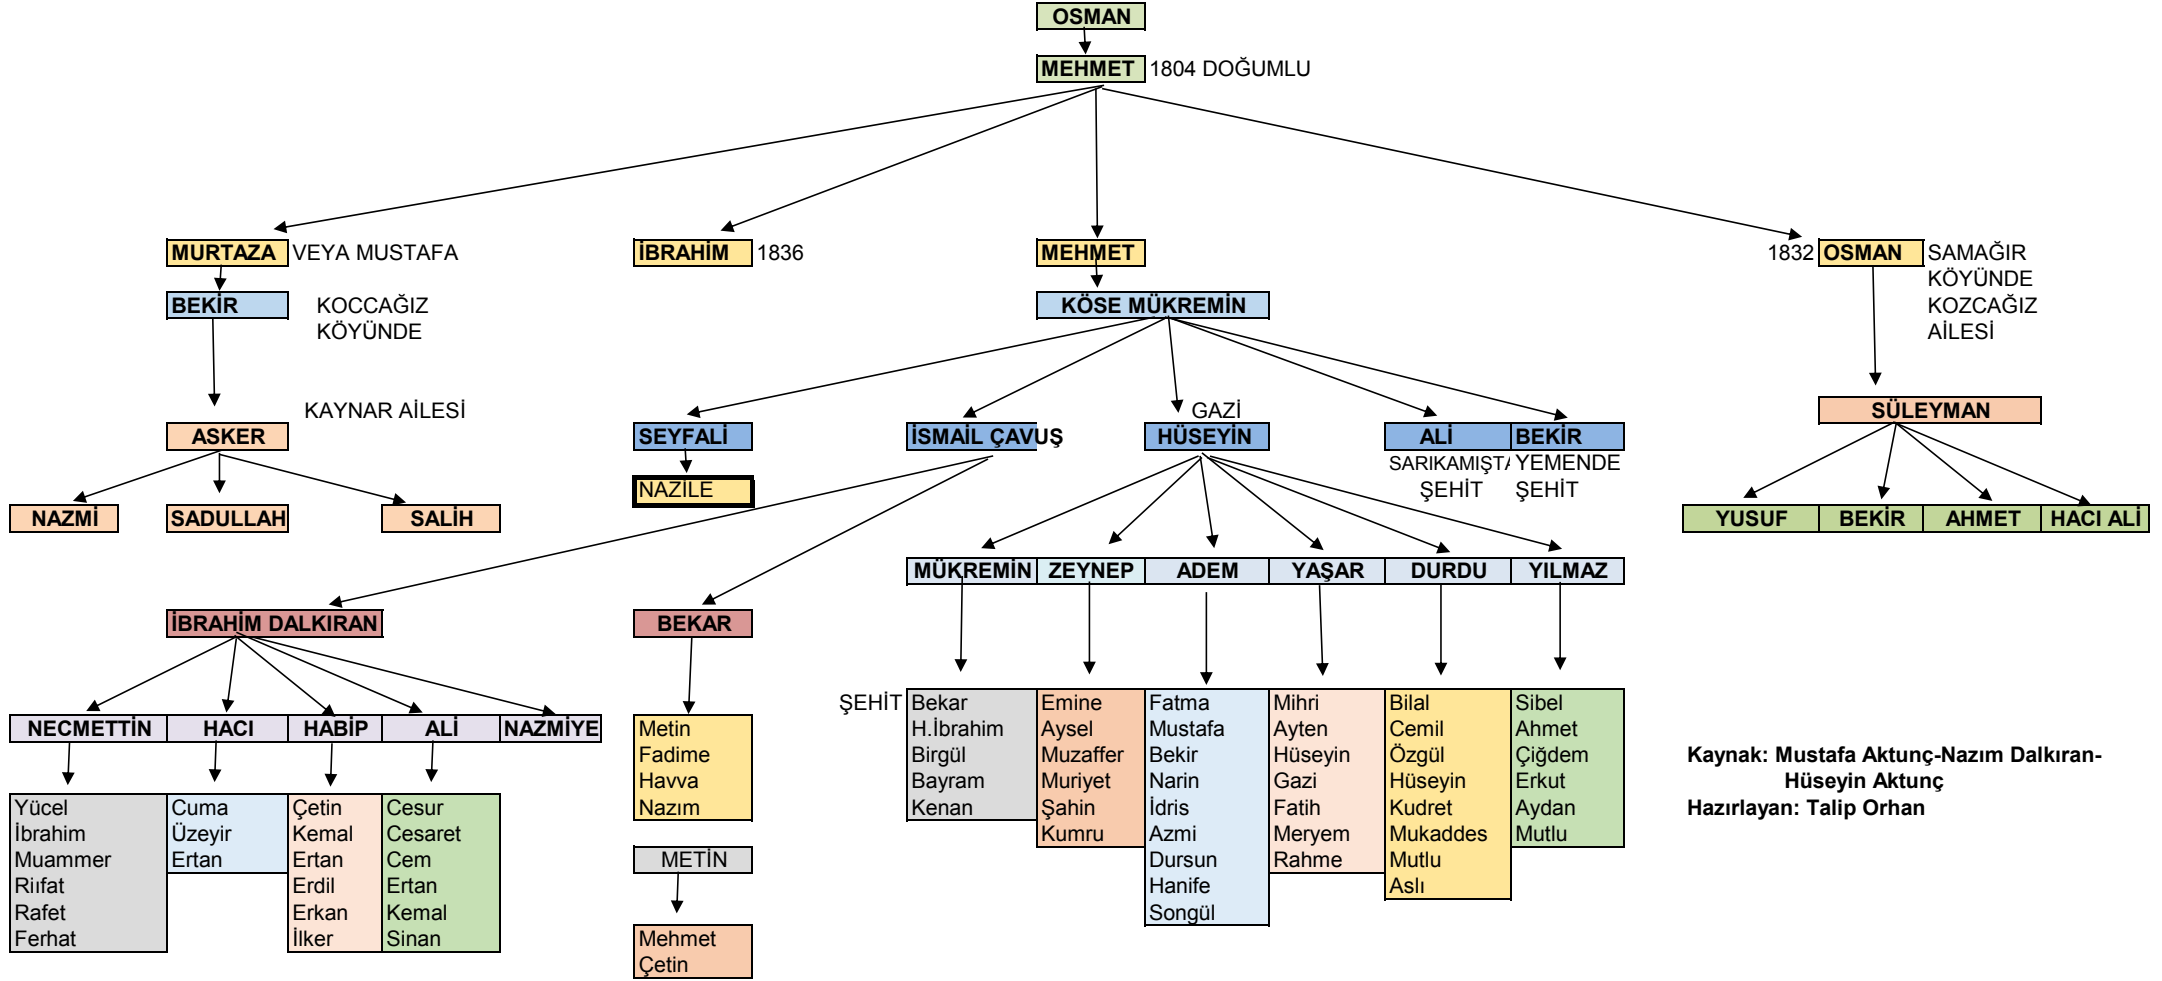 OSMAN
MEHMET 1804 DOĞUMLU
MURTAZA VEYA MUSTAFA
İBRAHİM 1836
MEHMET
1832 OSMAN SAMAĞIR
KÖYÜNDE
KOZCAĞIZ
AİLESİ
BEKİR KOCCAĞIZ
KÖYÜNDE
KÖSE MÜKREMİN
KAYNAR AİLESİ
GAZİ
SÜLEYMAN
ASKER
SEYFALİ
İSMAİL ÇAVUŞ
HÜSEYİN
ALİ
BEKİR
SARIKAMIŞTA
ŞEHİT
YEMENDE
ŞEHİT
NAZİLE
NAZMİ
SADULLAH
SALİH
YUSUF
BEKİR
AHMET
HACI ALİ
MÜKREMİN
ZEYNEP
ADEM
YAŞAR
DURDU
YILMAZ
İBRAHİM DALKIRAN
BEKAR
NECMETTİN
HACI
HABİP
ALİ
NAZMİYE
Yücel
İbrahim
Muammer
Riıfat
Rafet
Ferhat
Cuma
Üzeyir
Ertan
Çetin
Kemal
Ertan
Erdil
Erkan
İlker
Cesur
Cesaret
Cem
Ertan
Kemal
Sinan
Metin
Fadime
Havva
Nazım
METİN
Mehmet
Çetin
ŞEHİT
Bekar
H.İbrahim
Birgül
Bayram
Kenan
Emine
Aysel
Muzaffer
Muriyet
Şahin
Kumru
Fatma
Mustafa
Bekir
Narin
İdris
Azmi
Dursun
Hanife
Songül
Mihri
Ayten
Hüseyin
Gazi
Fatih
Meryem
Rahme
Bilal
Cemil
Özgül
Hüseyin
Kudret
Mukaddes
Mutlu
Aslı
Sibel
Ahmet
Çiğdem
Erkut
Aydan
Mutlu
Kaynak: Mustafa Aktunç-Nazım Dalkıran-
Hüseyin Aktunç
Hazırlayan: Talip Orhan